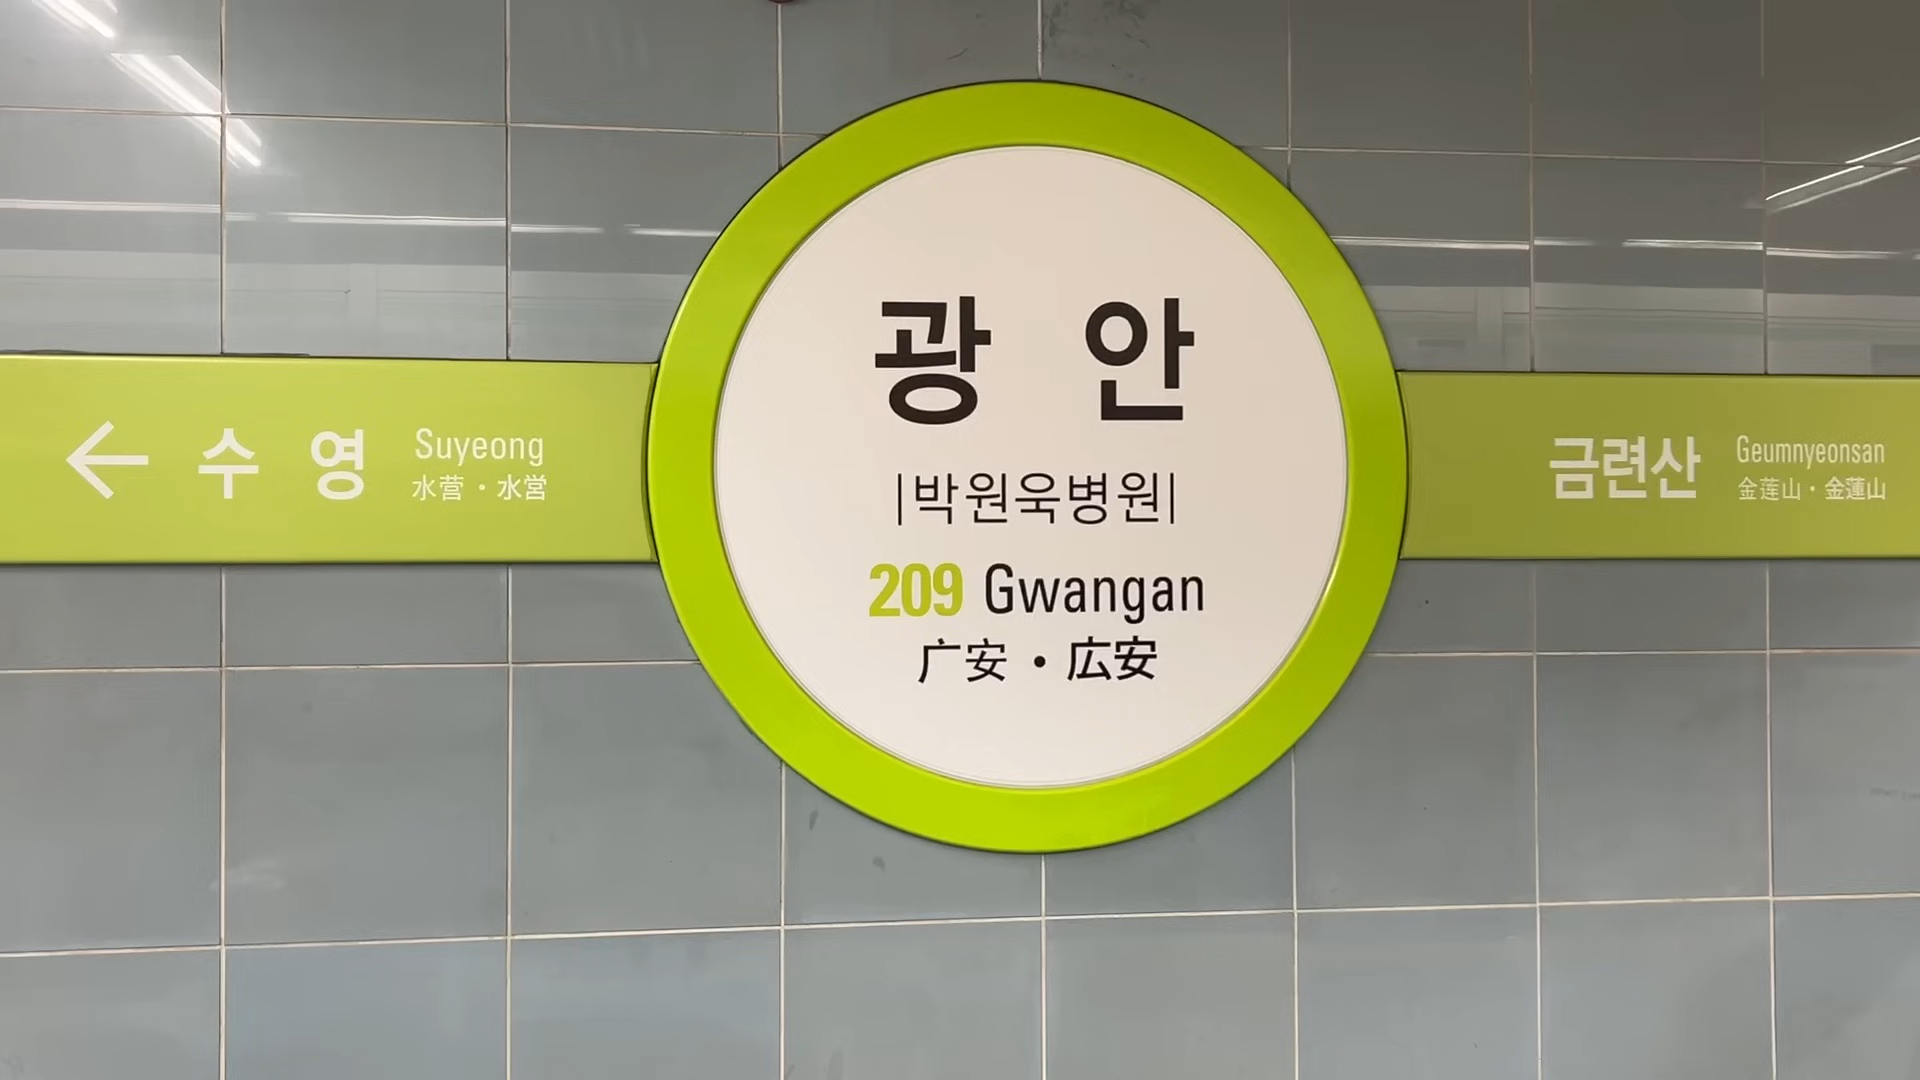 ← 수 영 Suyeong
水营・水営
광 안
|박원욱병원|
209 Gwangan
广安・広安
금련산 Geumnyeonsan
金莲山・金蓮山